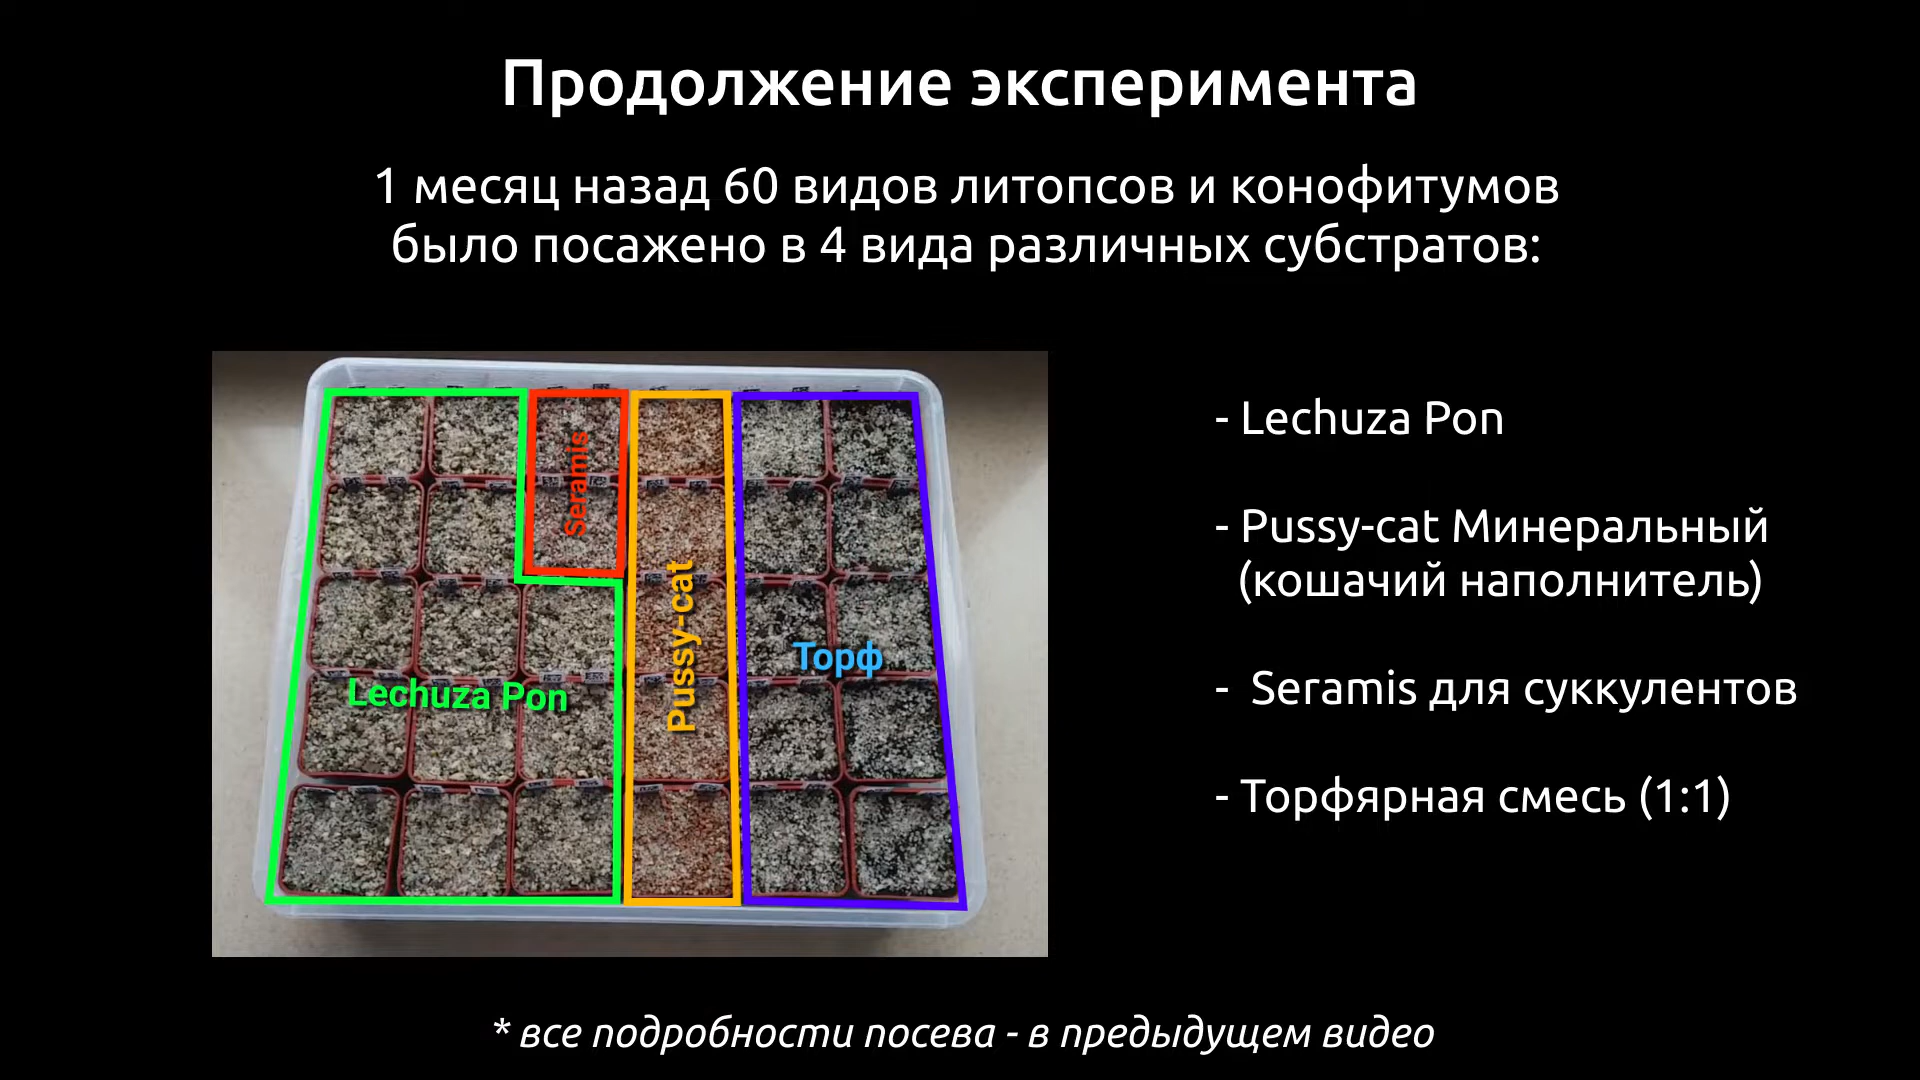 Продолжение эксперимента
1 месяц назад 60 видов литопсов и конофитумов
было посажено в 4 вида различных субстратов:
Seramis
Pussy-cat
Торф
Lechuza Pon
- Lechuza Pon
- Pussy-cat Минеральный
(кошачий наполнитель)
- Seramis для суккулентов
- Торфярная смесь (1:1)
* все подробности посева - в предыдущем видео